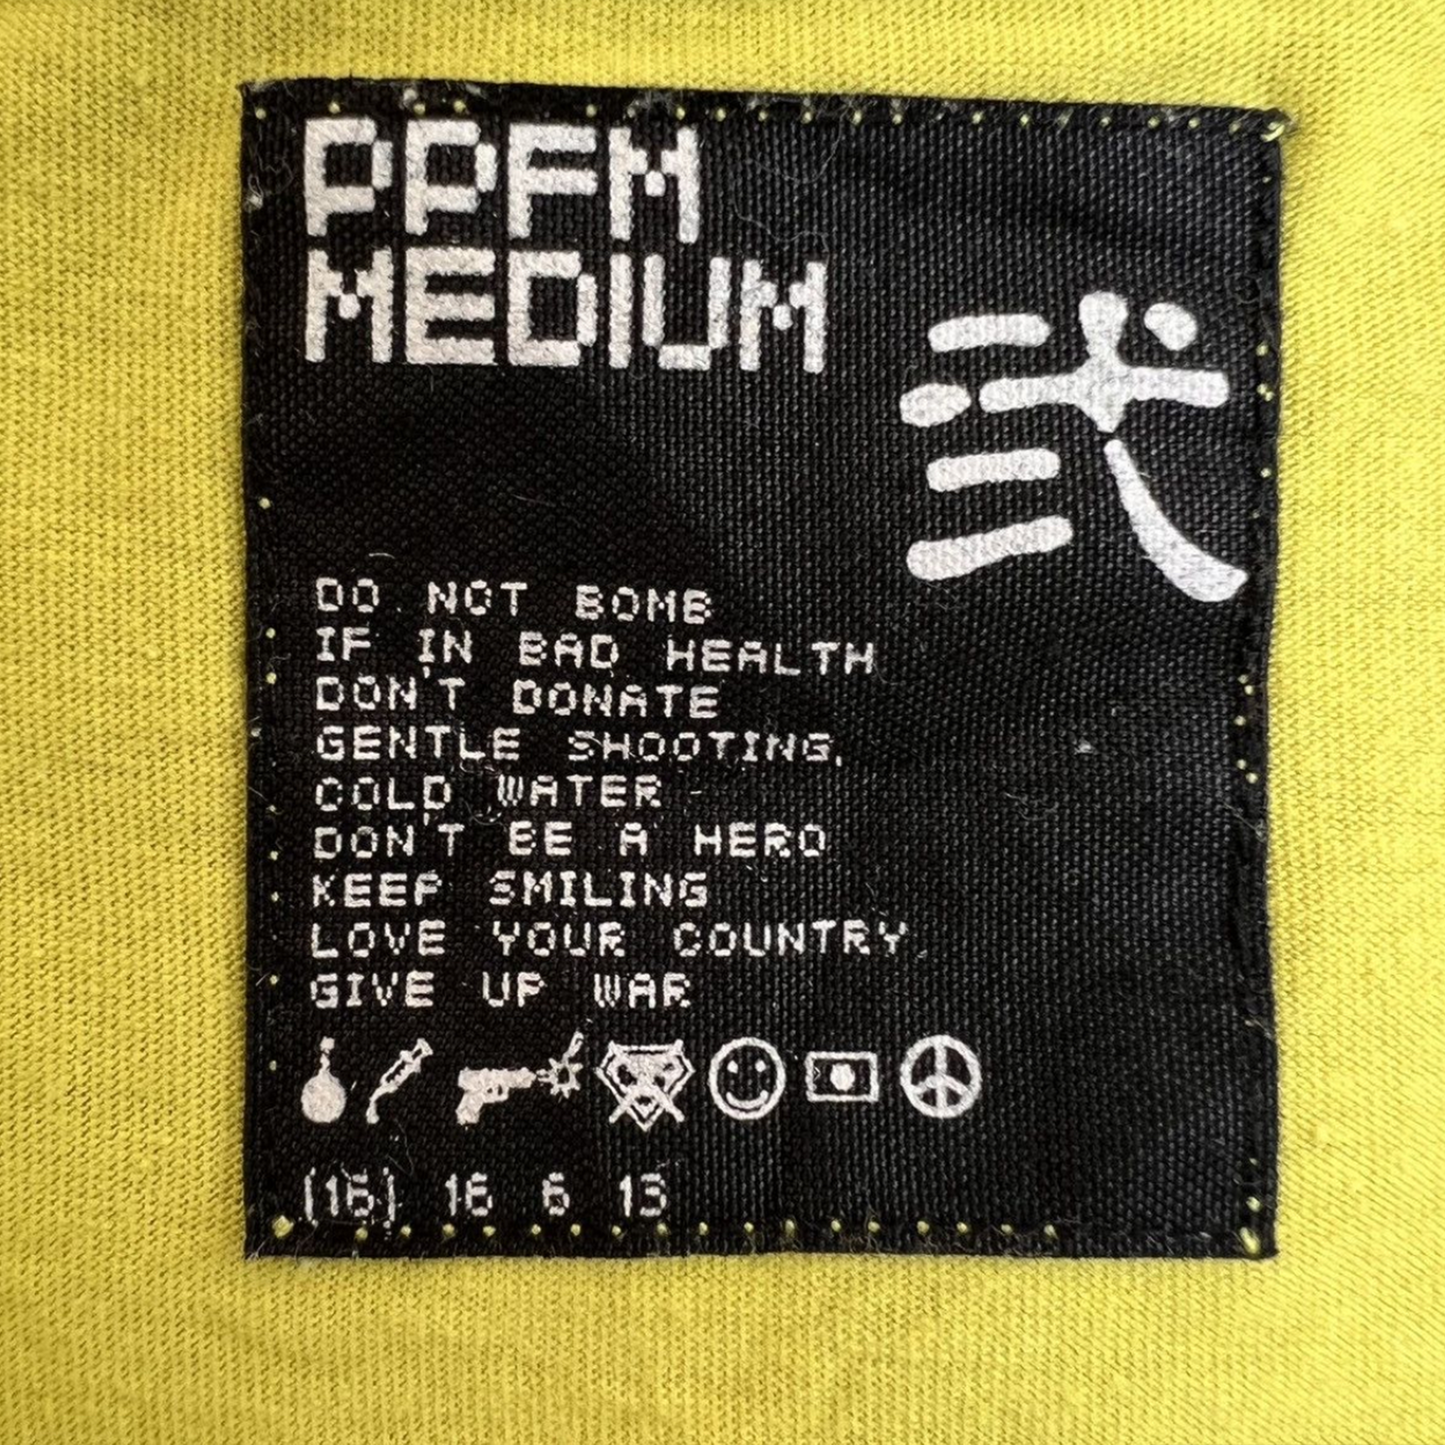 PPFM
MEDIUM
弐
DO NOT BOMB
IF IN BAD HEALTH
DON'T DONATE
GENTLE SHOOTING,
COLD WATER
DON'T BE A HERO
KEEP SMILING
LOVE YOUR COUNTRY
GIVE UP WAR
(16) 16 6 13